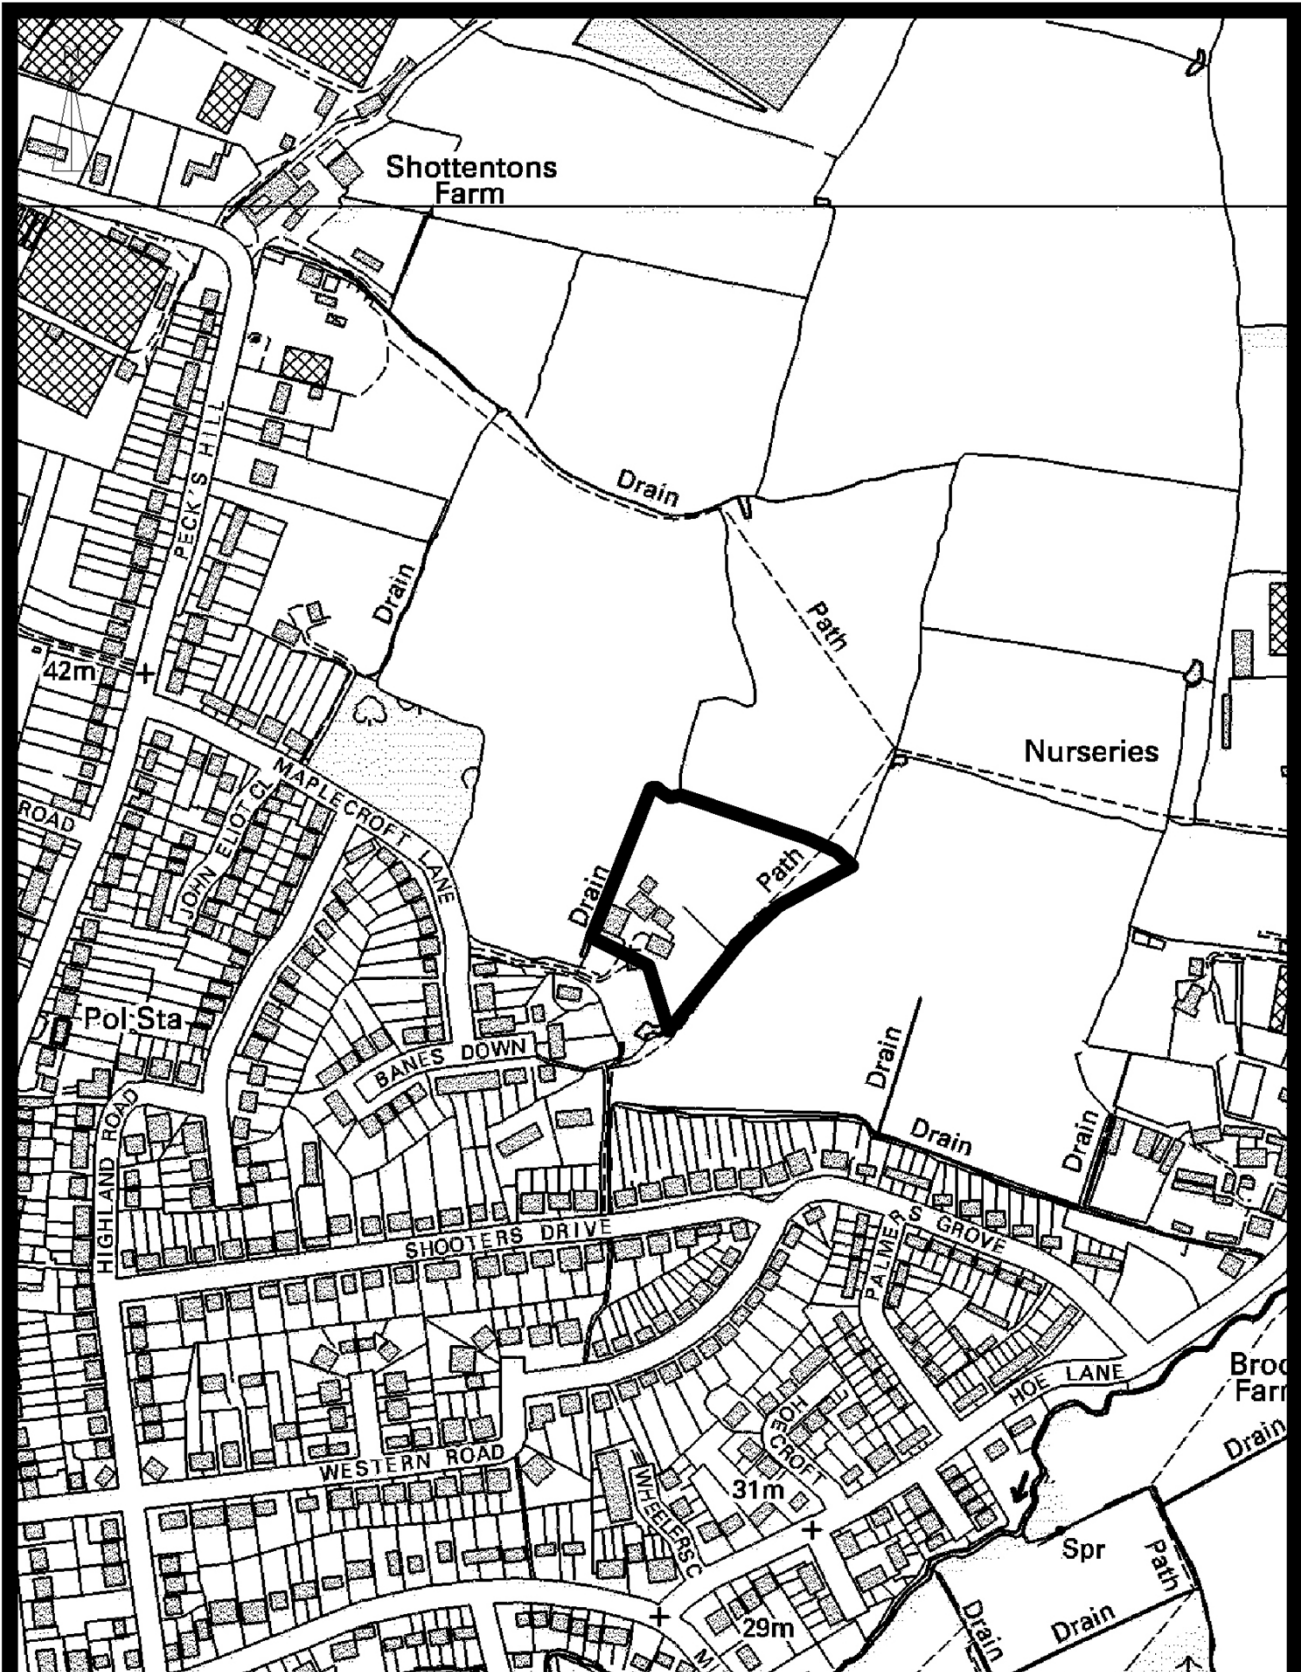 Shottentons
Farm
PECK'S HILL
Drain
Drain
Path
42m
Nurseries
MAPLECROFT LANE
JOHN ELIOT CL
ROAD
Drain
Path
Pol Sta
BANES DOWN
HIGHLAND ROAD
Drain
Drain
Drain
SHOOTERS DRIVE
PALMERS GROVE
HOE LANE
HOE CROFT
WESTERN ROAD
WHEELERS C
31m
Spr
Path
Drain
Drain
Drain
29m